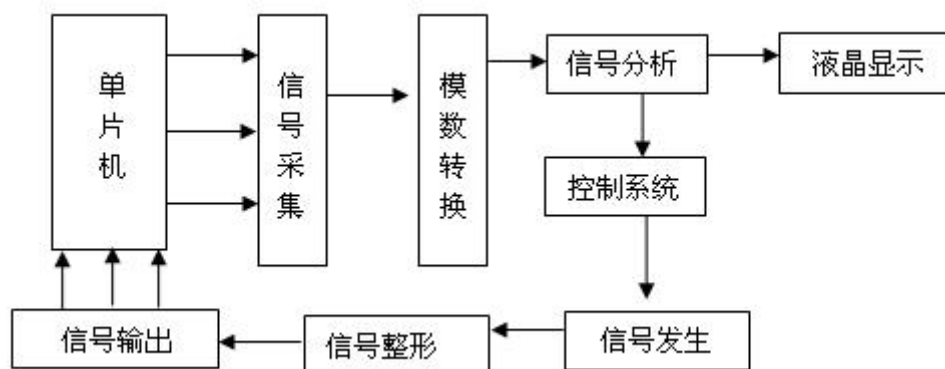 单片机
信号采集
模数转换
信号分析
液晶显示
控制系统
信号输出
信号整形
信号发生